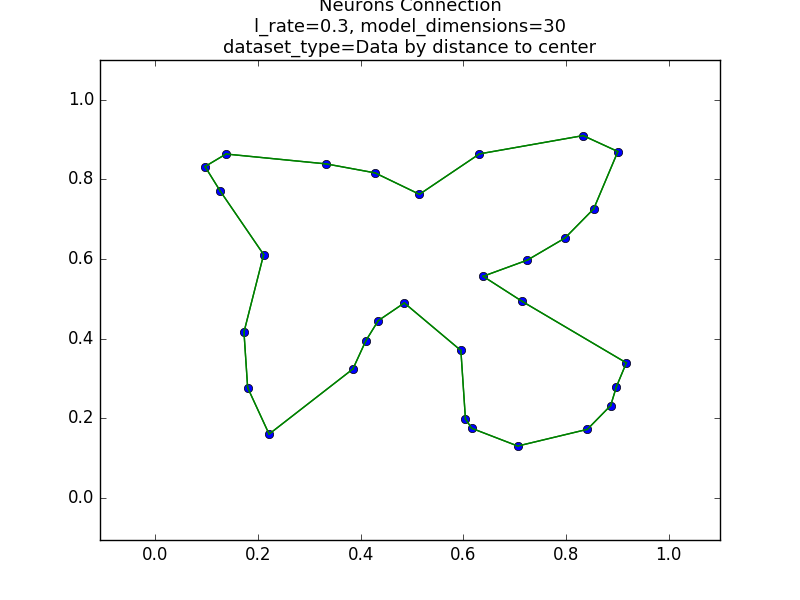 Neurons Connection
l_rate=0.3, model_dimensions=30
dataset_type=Data by distance to center
1.0
0.8
0.6
0.4
0.2
0.0
0.0 0.2 0.4 0.6 0.8 1.0